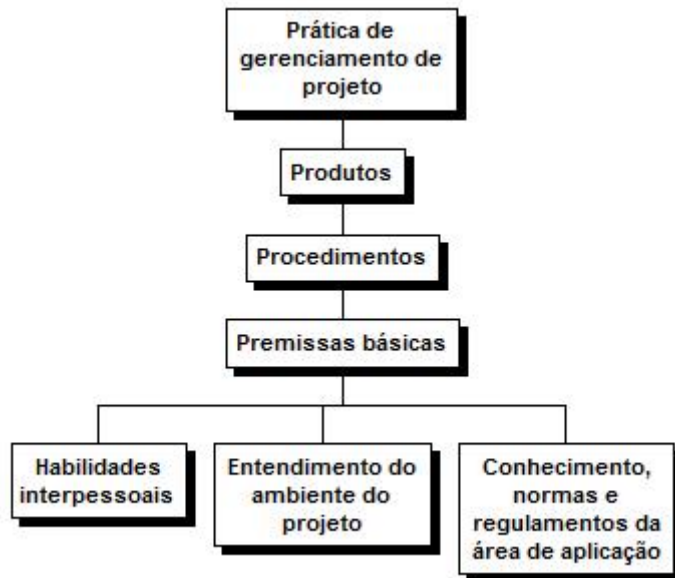 Prática de
gerenciamento de
projeto
Produtos
Procedimentos
Premissas básicas
Habilidades
interpessoais
Entendimento do
ambiente do
projeto
Conhecimento,
normas e
regulamentos da
área de aplicação